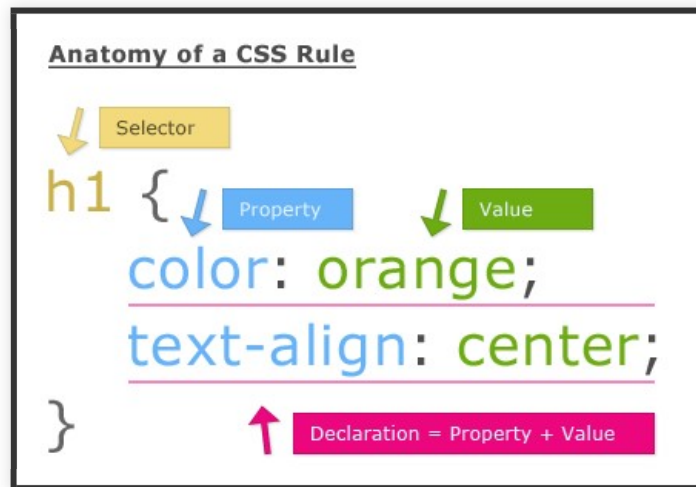 Anatomy of a CSS Rule
Selector
h1 {
Property
Value
color: orange;
text-align: center;
}
Declaration = Property + Value